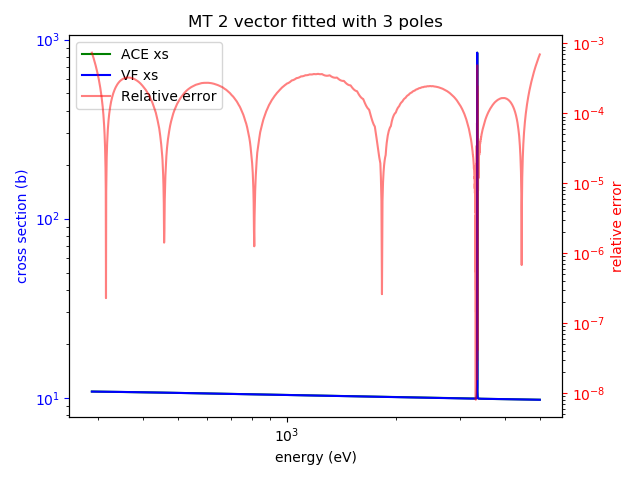 MT 2 vector fitted with 3 poles
ACE xs
VF xs
Relative error
cross section (b)
10³
10²
10¹
10⁻³
10⁻⁴
10⁻⁵
10⁻⁶
10⁻⁷
10⁻⁸
relative error
10³
energy (eV)